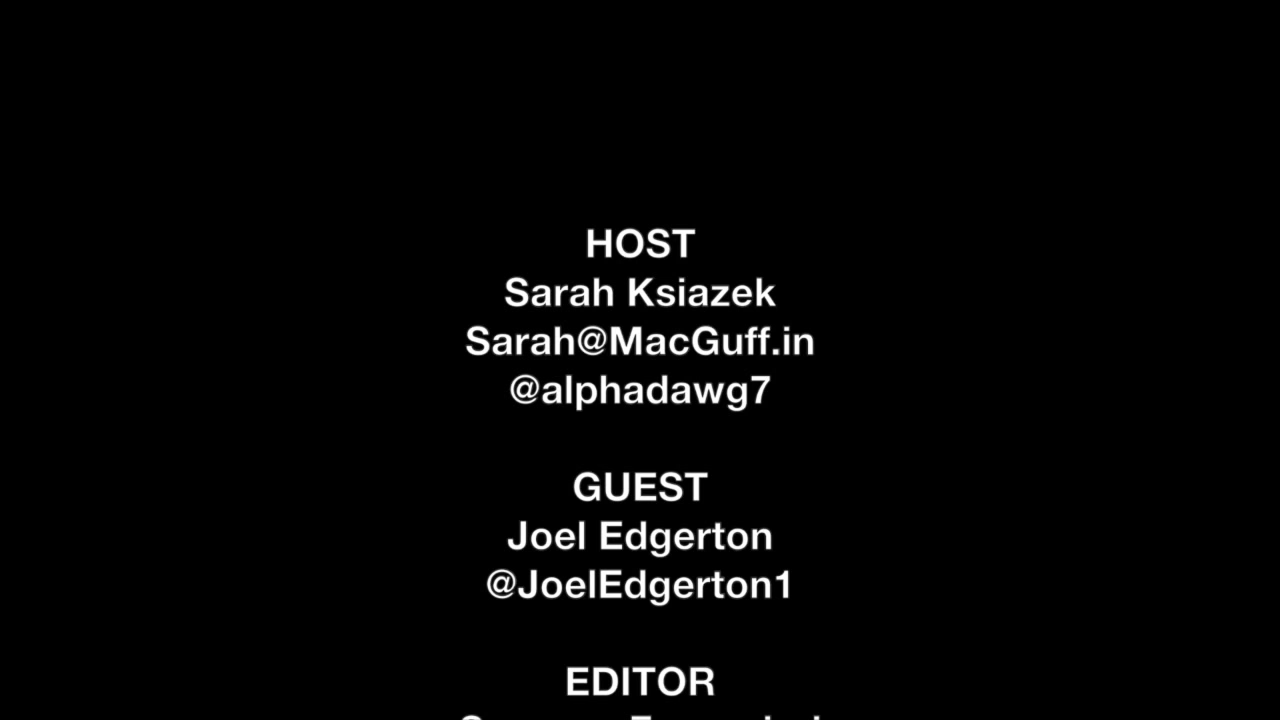 HOST
Sarah Ksiazek
Sarah@MacGuff.in
@alphadawg7
GUEST
Joel Edgerton
@JoelEdgerton1
EDITOR